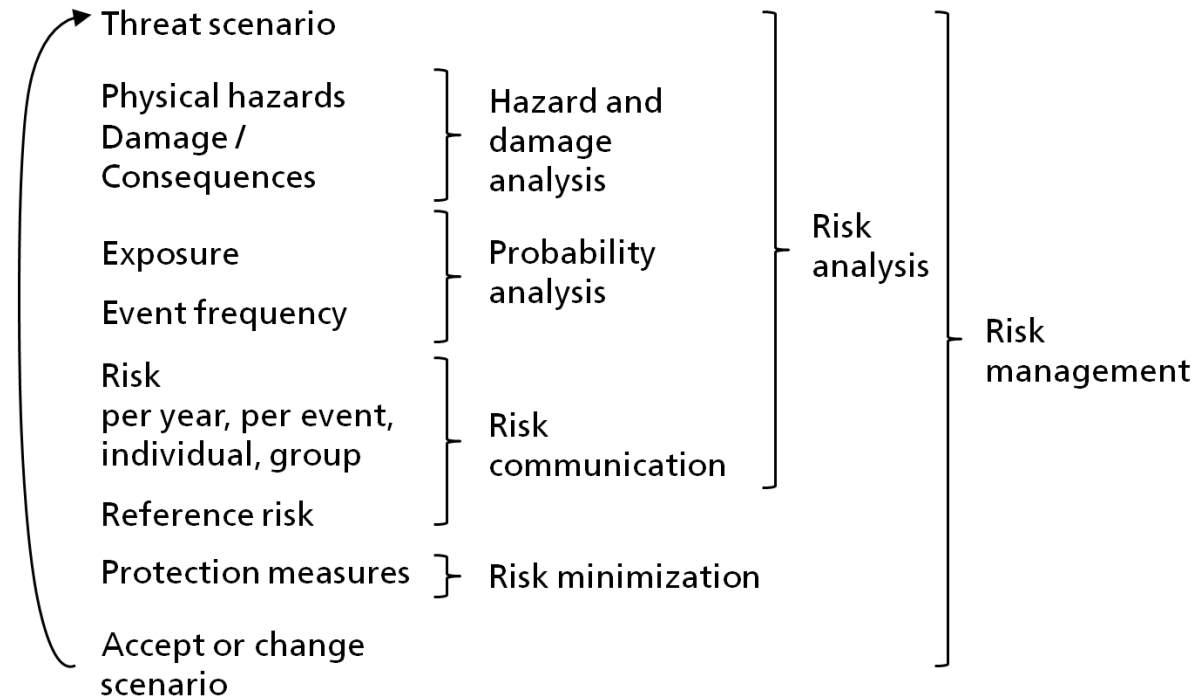 Threat scenario
Physical hazards
Damage /
Consequences
Hazard and
damage
analysis
Exposure
Event frequency
Probability
analysis
Risk
per year, per event,
individual, group
Reference risk
Risk
communication
Protection measures
Risk minimization
Accept or change
scenario
Risk
analysis
Risk
management